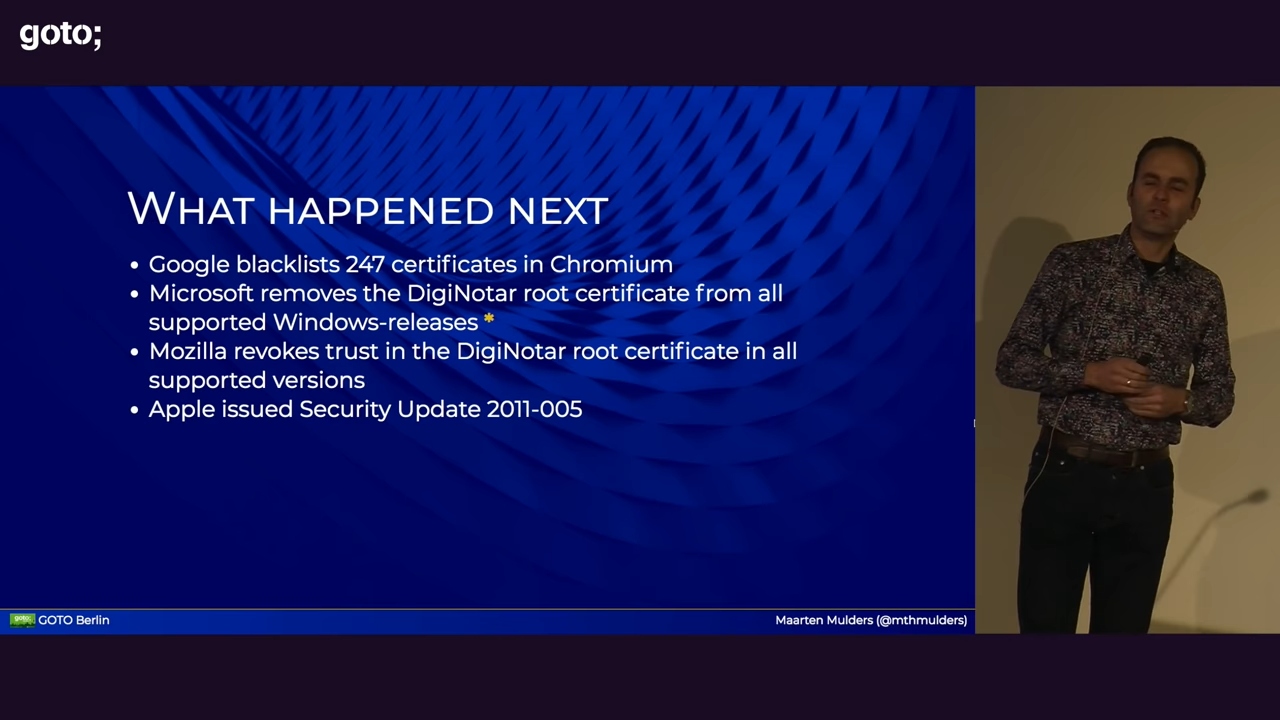 goto;
WHAT HAPPENED NEXT
• Google blacklists 247 certificates in Chromium
• Microsoft removes the DigiNotar root certificate from all
supported Windows-releases *
• Mozilla revokes trust in the DigiNotar root certificate in all
supported versions
• Apple issued Security Update 2011-005
goto;
GOTO Berlin
Maarten Mulders (@mthmulders)